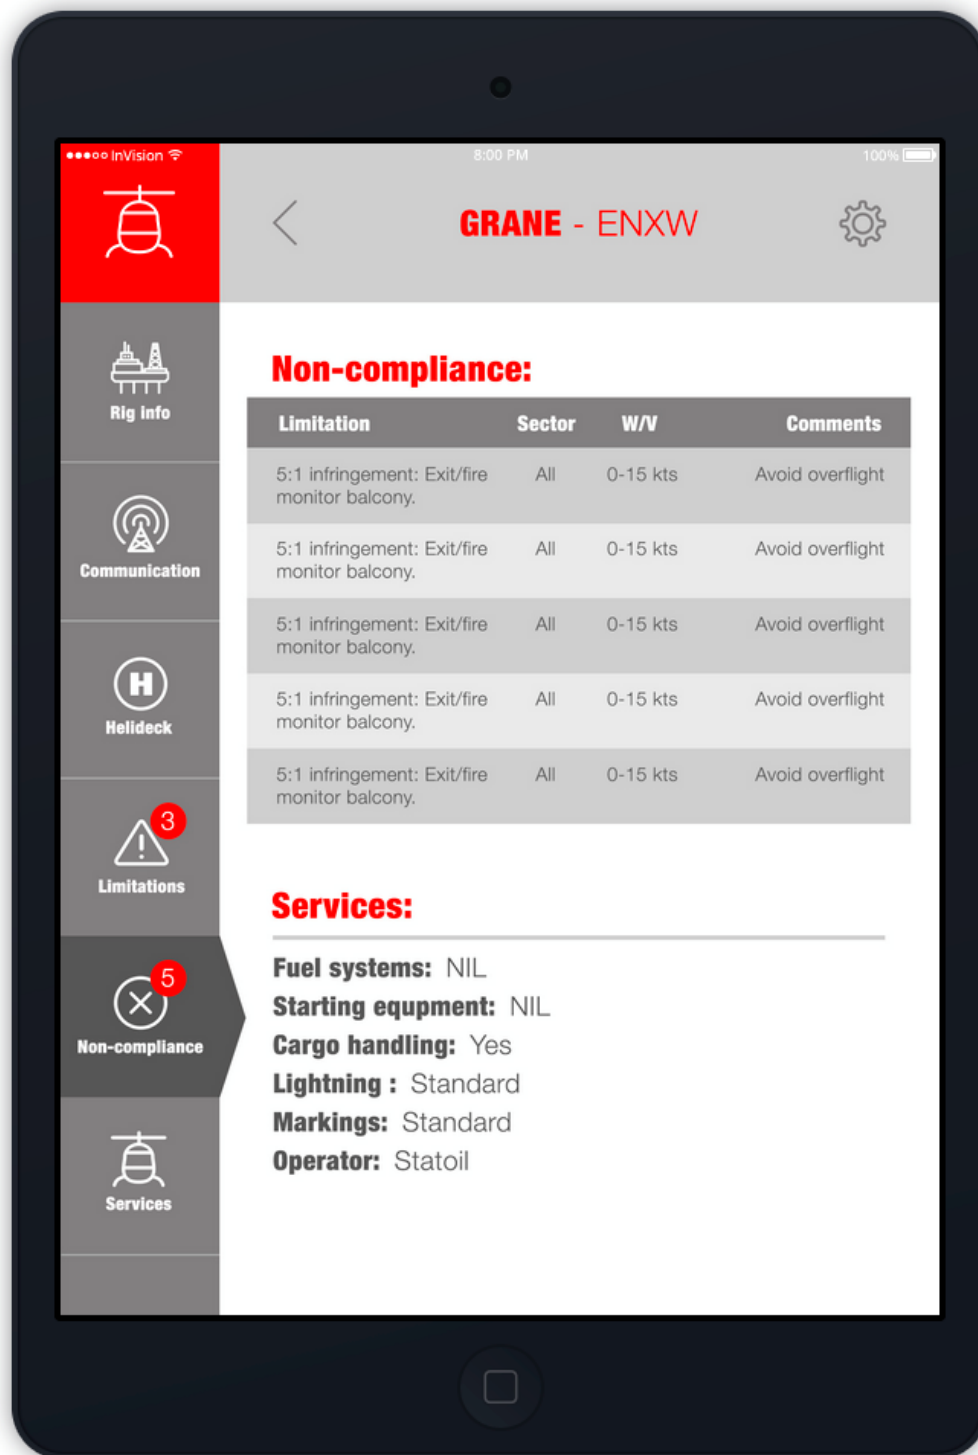 ●●●○○ InVision
8:00 PM
100%
GRANE - ENXW
Rig info
Communication
H
Helideck
3
Limitations
5
Non-compliance
Services
Non-compliance:
Limitation Sector W/V Comments
5:1 infringement: Exit/fire All 0-15 kts Avoid overflight
monitor balcony.
5:1 infringement: Exit/fire All 0-15 kts Avoid overflight
monitor balcony.
5:1 infringement: Exit/fire All 0-15 kts Avoid overflight
monitor balcony.
5:1 infringement: Exit/fire All 0-15 kts Avoid overflight
monitor balcony.
5:1 infringement: Exit/fire All 0-15 kts Avoid overflight
monitor balcony.
Services:
Fuel systems: NIL
Starting equpment: NIL
Cargo handling: Yes
Lightning : Standard
Markings: Standard
Operator: Statoil